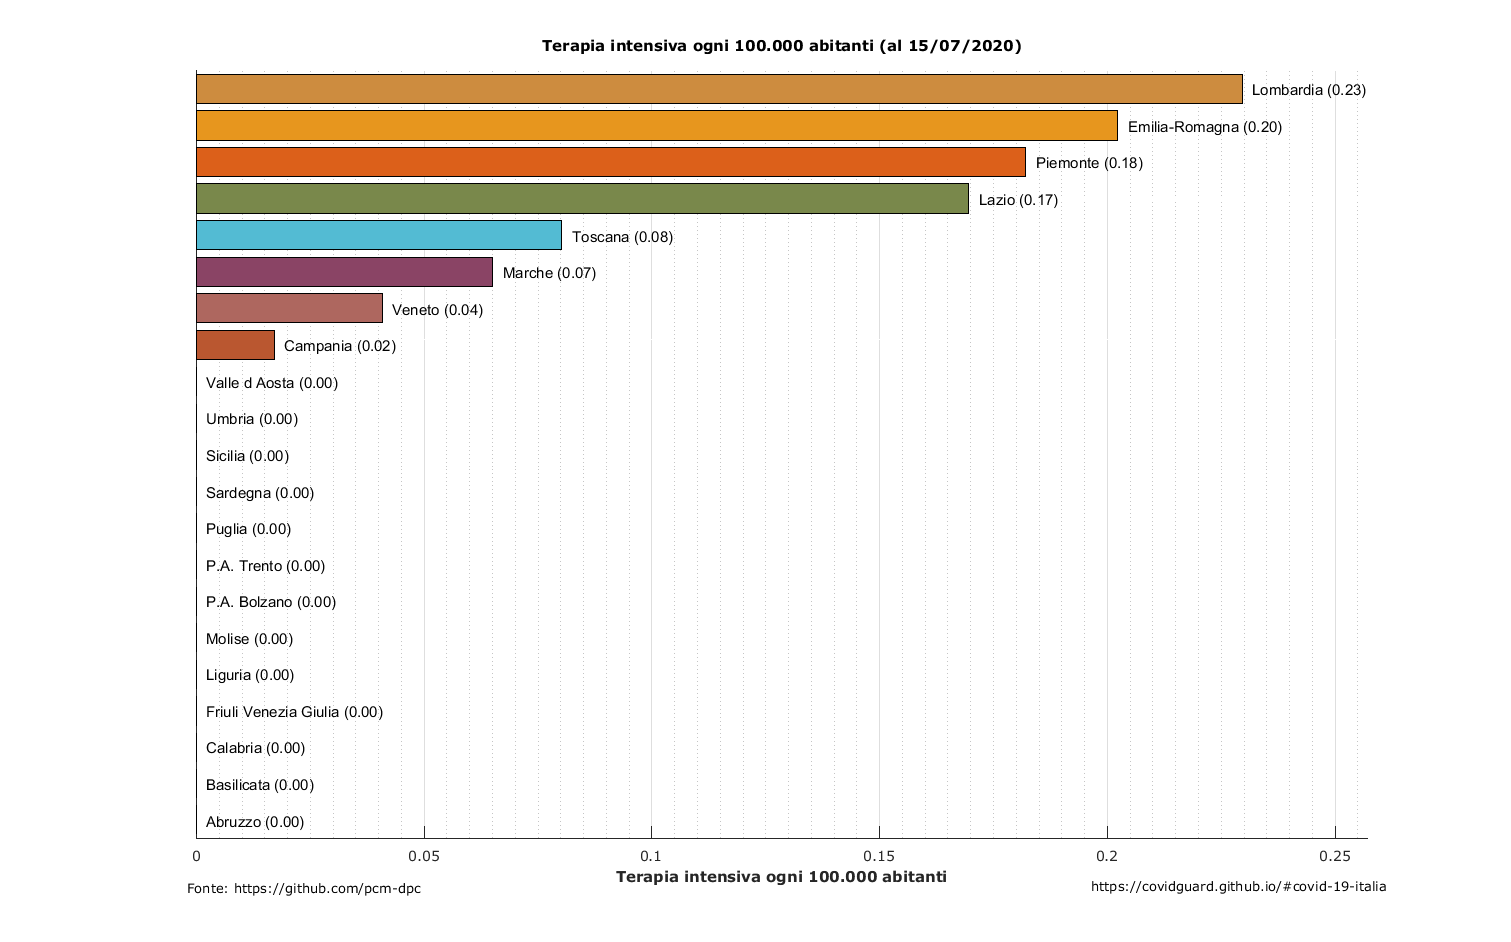 Terapia intensiva ogni 100.000 abitanti (al 15/07/2020)
Lombardia (0.23)
Emilia-Romagna (0.20)
Piemonte (0.18)
Lazio (0.17)
Toscana (0.08)
Marche (0.07)
Veneto (0.04)
Campania (0.02)
Valle d Aosta (0.00)
Umbria (0.00)
Sicilia (0.00)
Sardegna (0.00)
Puglia (0.00)
P.A. Trento (0.00)
P.A. Bolzano (0.00)
Molise (0.00)
Liguria (0.00)
Friuli Venezia Giulia (0.00)
Calabria (0.00)
Basilicata (0.00)
Abruzzo (0.00)
0 0.05 0.1 0.15 0.2 0.25
Terapia intensiva ogni 100.000 abitanti
Fonte: https://github.com/pcm-dpc
https://covidguard.github.io/#covid-19-italia